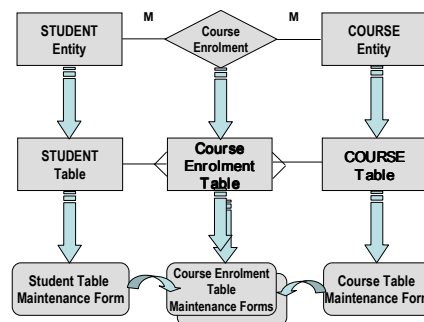 M
M
STUDENT
Entity
Course
Enrolment
COURSE
Entity
STUDENT
Table
Course
Enrolment
Table
COURSE
Table
Student Table
Maintenance Form
Course Enrolment
Table
Maintenance Forms
Course Table
Maintenance Form